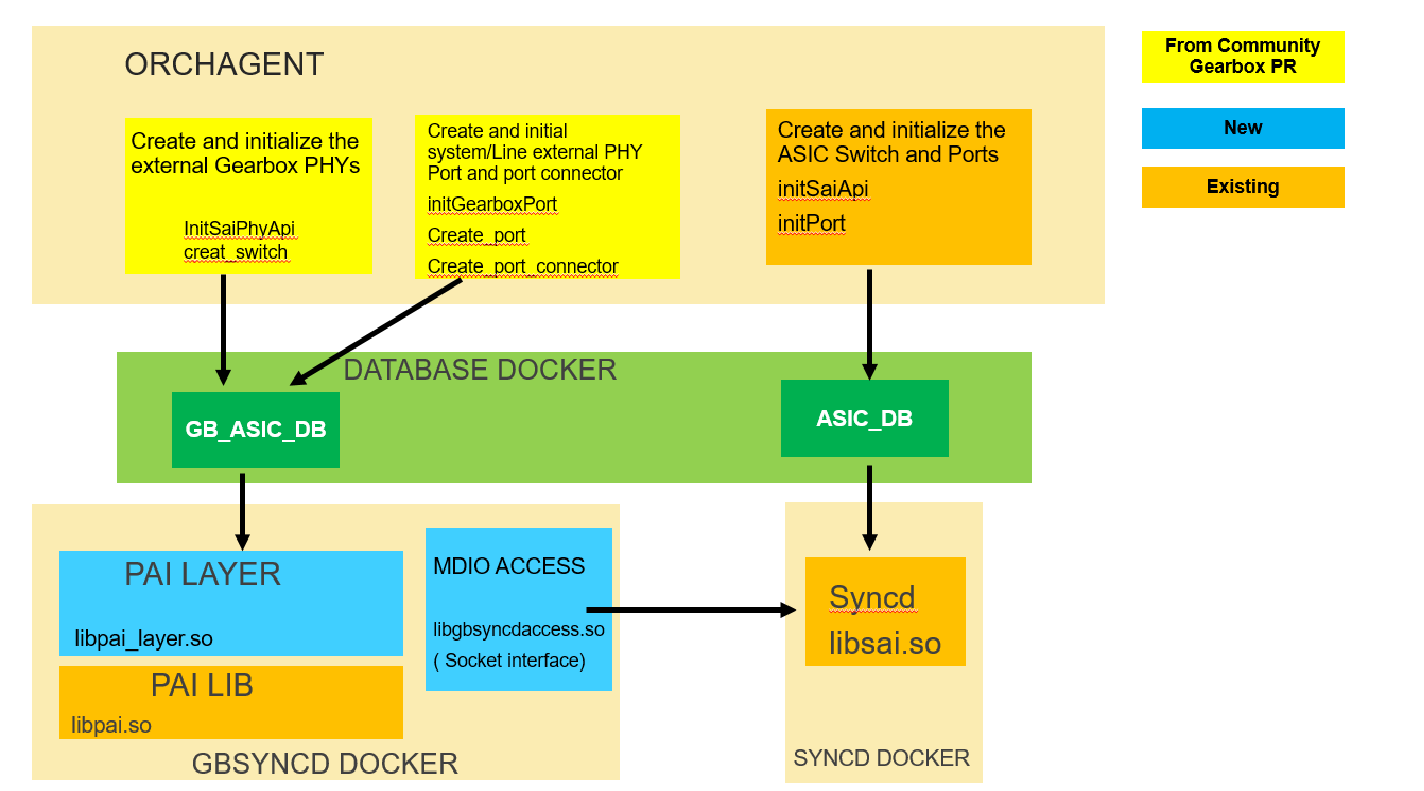 ORCHAGENT
Create and initialize the
external Gearbox PHYs
InitSaiPhyApi
creat_switch
Create and initial
system/Line external PHY
Port and port connector
initGearboxPort
Create_port
Create_port_connector
Create and initialize the
ASIC Switch and Ports
initSaiApi
initPort
From Community
Gearbox PR
New
Existing
DATABASE DOCKER
GB_ASIC_DB
ASIC_DB
PAI LAYER
libpai_layer.so
PAI LIB
libpai.so
MDIO ACCESS
libgbsyncdaccess.so
( Socket interface)
GBSYNCD DOCKER
Syncd
libsai.so
SYNCD DOCKER